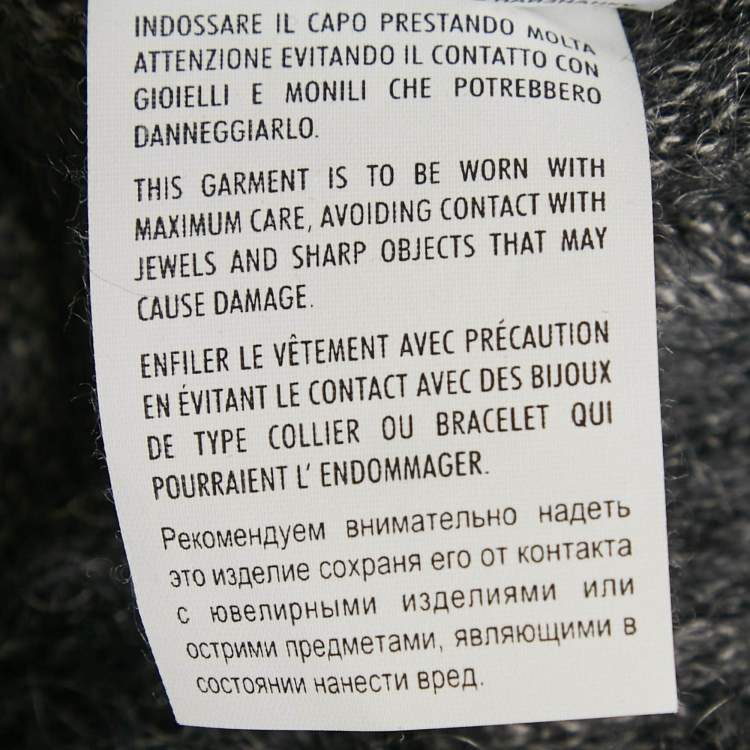 INDOSSARE IL CAPO PRESTANDO MOLTA
ATTENZIONE EVITANDO IL CONTATTO CON
GIOIELLI E MONILI CHE POTREBBERO
DANNEGGIARLO.
THIS GARMENT IS TO BE WORN WITH
MAXIMUM CARE, AVOIDING CONTACT WITH
JEWELS AND SHARP OBJECTS THAT MAY
CAUSE DAMAGE.
ENFILER LE VÊTEMENT AVEC PRÉCAUTION
EN ÉVITANT LE CONTACT AVEC DES BIJOUX
DE TYPE COLLIER OU BRACELET QUI
POURRAIENT L' ENDOMMAGER.
Рекомендуем внимательно надеть
это изделие сохраня его от контакта
с ювелирными изделиями или
острими предметами, являющими в
состоянии нанести вред.